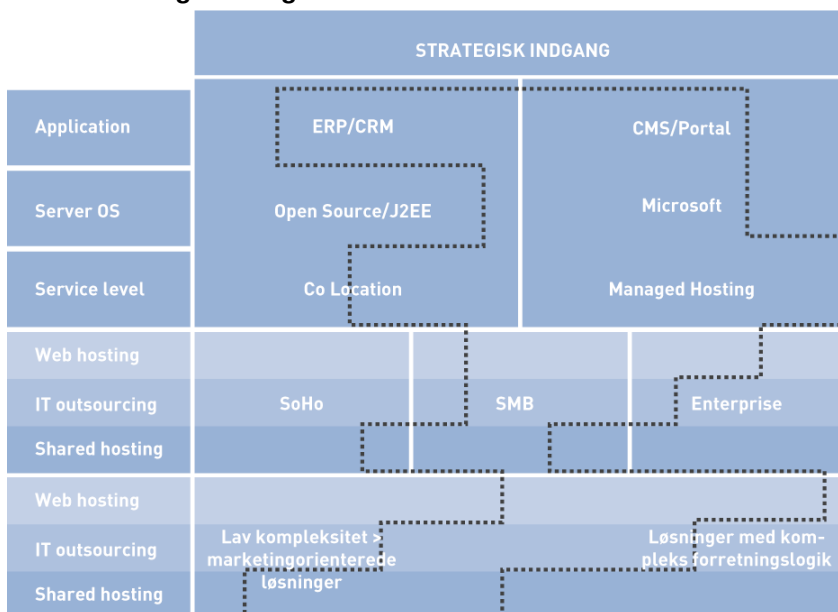 STRATEGISK INDGANG
Application
ERP/CRM
CMS/Portal
Server OS
Open Source/J2EE
Microsoft
Service level
Co Location
Managed Hosting
Web hosting
IT outsourcing
SoHo
SMB
Enterprise
Shared hosting
Web hosting
IT outsourcing
Lav kompleksitet >
marketingorienterede
løsninger
Løsninger med kom-
pleks forretningslogik
Shared hosting